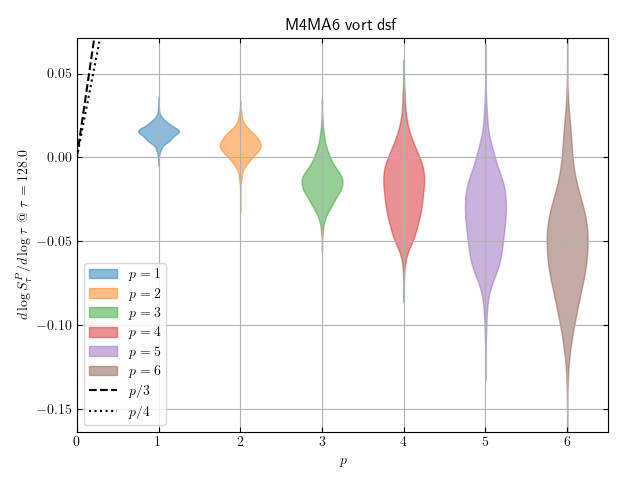 M4MA6 vort dsf
d log S_τ^p / d log τ @ τ = 128.0
0.05
0.00
−0.05
−0.10
−0.15
p = 1
p = 2
p = 3
p = 4
p = 5
p = 6
p/3
p/4
0 1 2 3 4 5 6
p